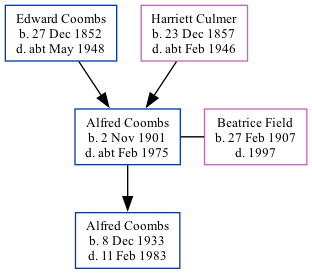 Edward Coombs
b. 27 Dec 1852
d. abt May 1948
Harriett Culmer
b. 23 Dec 1857
d. abt Feb 1946
Alfred Coombs
b. 2 Nov 1901
d. abt Feb 1975
Beatrice Field
b. 27 Feb 1907
d. 1997
Alfred Coombs
b. 8 Dec 1933
d. 11 Feb 1983